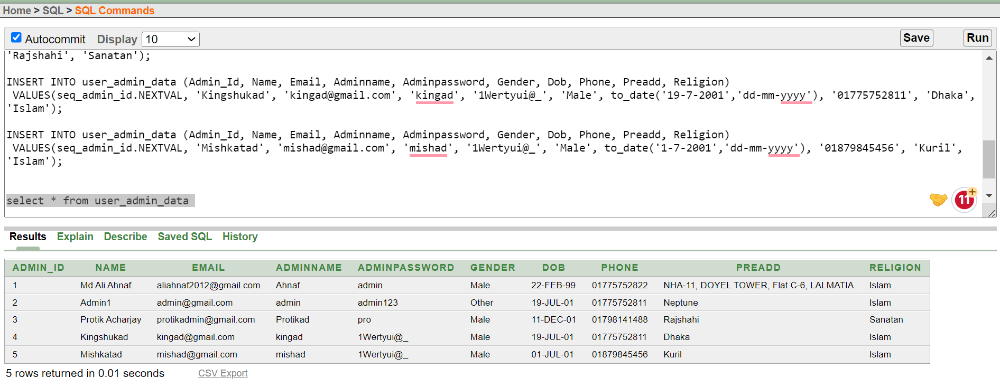 Home > SQL > SQL Commands
Autocommit Display 10 Save Run
'Rajshahi', 'Sanatan');
INSERT INTO user_admin_data (Admin_Id, Name, Email, Adminname, Adminpassword, Gender, Dob, Phone, Preadd, Religion)
VALUES(seq_admin_id.NEXTVAL, 'Kingshukad', 'kingad@gmail.com', 'kingad', '1Wertyui@_', 'Male', to_date('19-7-2001','dd-mm-yyyy'), '01775752811', 'Dhaka',
'Islam');
INSERT INTO user_admin_data (Admin_Id, Name, Email, Adminname, Adminpassword, Gender, Dob, Phone, Preadd, Religion)
VALUES(seq_admin_id.NEXTVAL, 'Mishkatad', 'mishad@gmail.com', 'mishad', '1Wertyui@_', 'Male', to_date('1-7-2001','dd-mm-yyyy'), '01879845456', 'Kuril',
'Islam');
select * from user_admin_data
11+
Results Explain Describe Saved SQL History
ADMIN_ID NAME EMAIL ADMINNAME ADMINPASSWORD GENDER DOB PHONE PREADD RELIGION
1 Md Ali Ahnaf aliahnaf2012@gmail.com Ahnaf admin Male 22-FEB-99 01775752822 NHA-11, DOYEL TOWER, Flat C-6, LALMATIA Islam
2 Admin1 admin@gmail.com admin admin123 Other 19-JUL-01 01775752811 Neptune Islam
3 Protik Acharjay protikadmin@gmail.com Protikad pro Male 11-DEC-01 01798141488 Rajshahi Sanatan
4 Kingshukad kingad@gmail.com kingad 1Wertyui@_ Male 19-JUL-01 01775752811 Dhaka Islam
5 Mishkatad mishad@gmail.com mishad 1Wertyui@_ Male 01-JUL-01 01879845456 Kuril Islam
5 rows returned in 0.01 seconds CSV Export